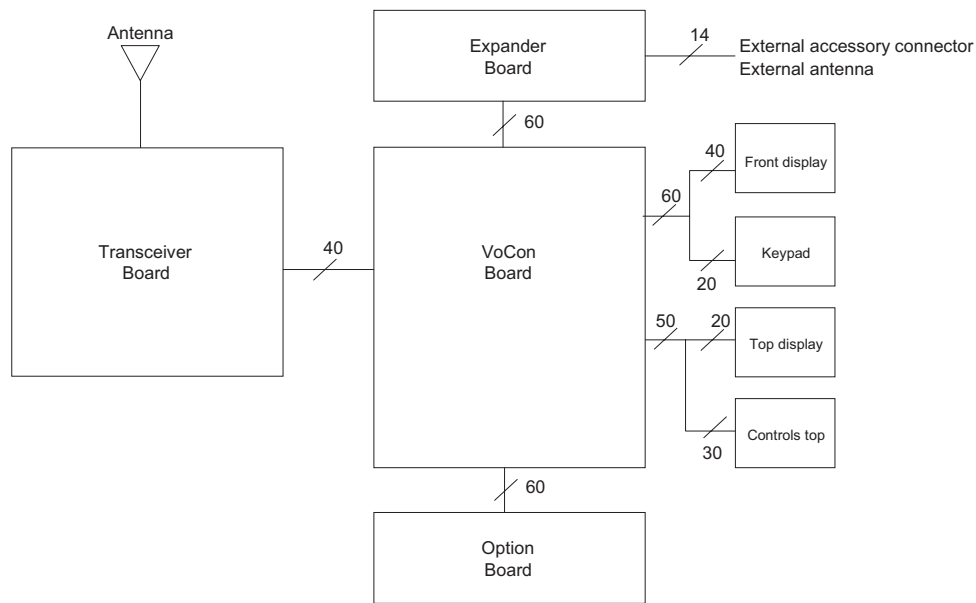 Antenna
Expander
Board
14
External accessory connector
External antenna
60
Transceiver
Board
40
VoCon
Board
60
40
Front display
20
Keypad
50
20
Top display
30
Controls top
60
Option
Board